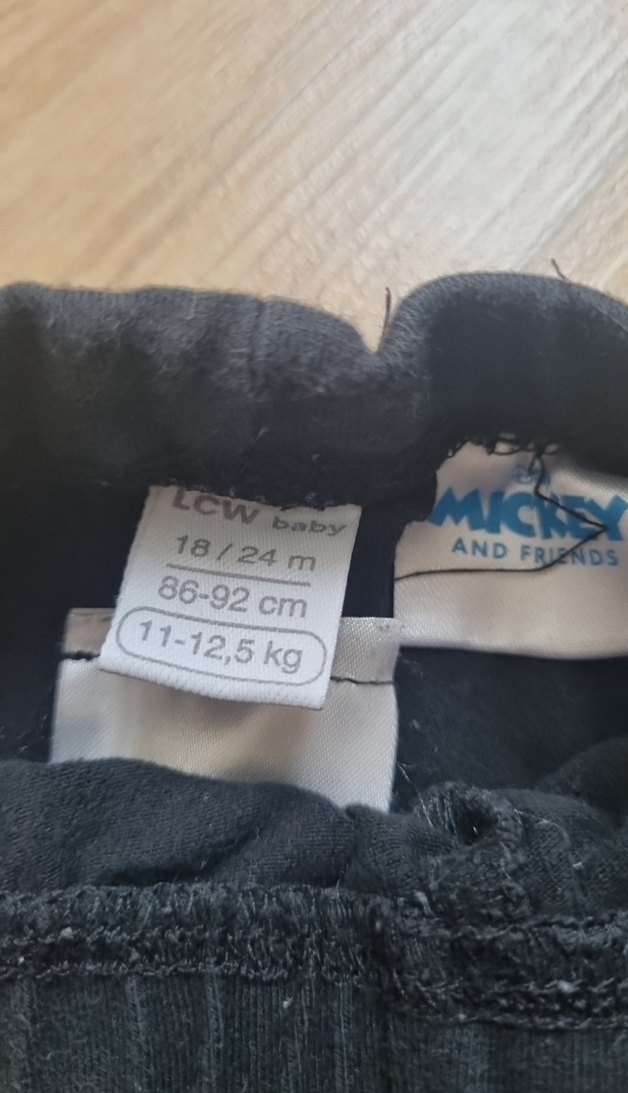 LCW baby
18 / 24 m
86-92 cm
11-12,5 kg
MICKEY
AND FRIENDS